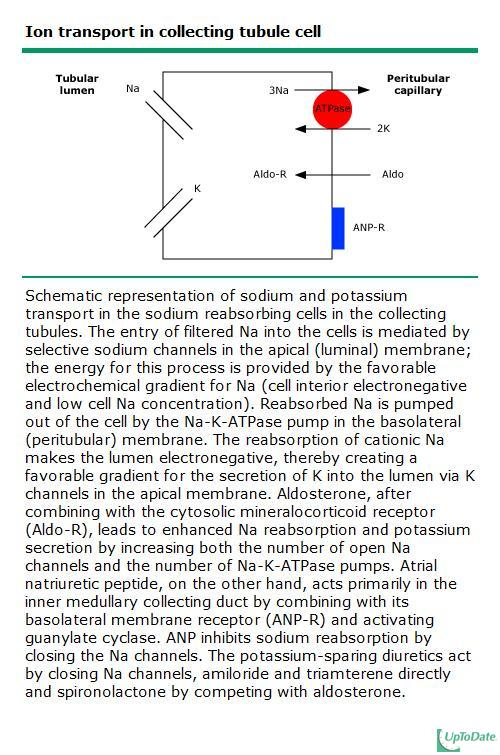 Ion transport in collecting tubule cell
Tubular
lumen
Na
3Na
ATPase
Peritubular
capillary
2K
Aldo-R
Aldo
K
ANP-R
Schematic representation of sodium and potassium
transport in the sodium reabsorbing cells in the collecting
tubules. The entry of filtered Na into the cells is mediated by
selective sodium channels in the apical (luminal) membrane;
the energy for this process is provided by the favorable
electrochemical gradient for Na (cell interior electronegative
and low cell Na concentration). Reabsorbed Na is pumped
out of the cell by the Na-K-ATPase pump in the basolateral
(peritubular) membrane. The reabsorption of cationic Na
makes the lumen electronegative, thereby creating a
favorable gradient for the secretion of K into the lumen via K
channels in the apical membrane. Aldosterone, after
combining with the cytosolic mineralocorticoid receptor
(Aldo-R), leads to enhanced Na reabsorption and potassium
secretion by increasing both the number of open Na
channels and the number of Na-K-ATPase pumps. Atrial
natriuretic peptide, on the other hand, acts primarily in the
inner medullary collecting duct by combining with its
basolateral membrane receptor (ANP-R) and activating
guanylate cyclase. ANP inhibits sodium reabsorption by
closing the Na channels. The potassium-sparing diuretics act
by closing Na channels, amiloride and triamterene directly
and spironolactone by competing with aldosterone.
UpToDate